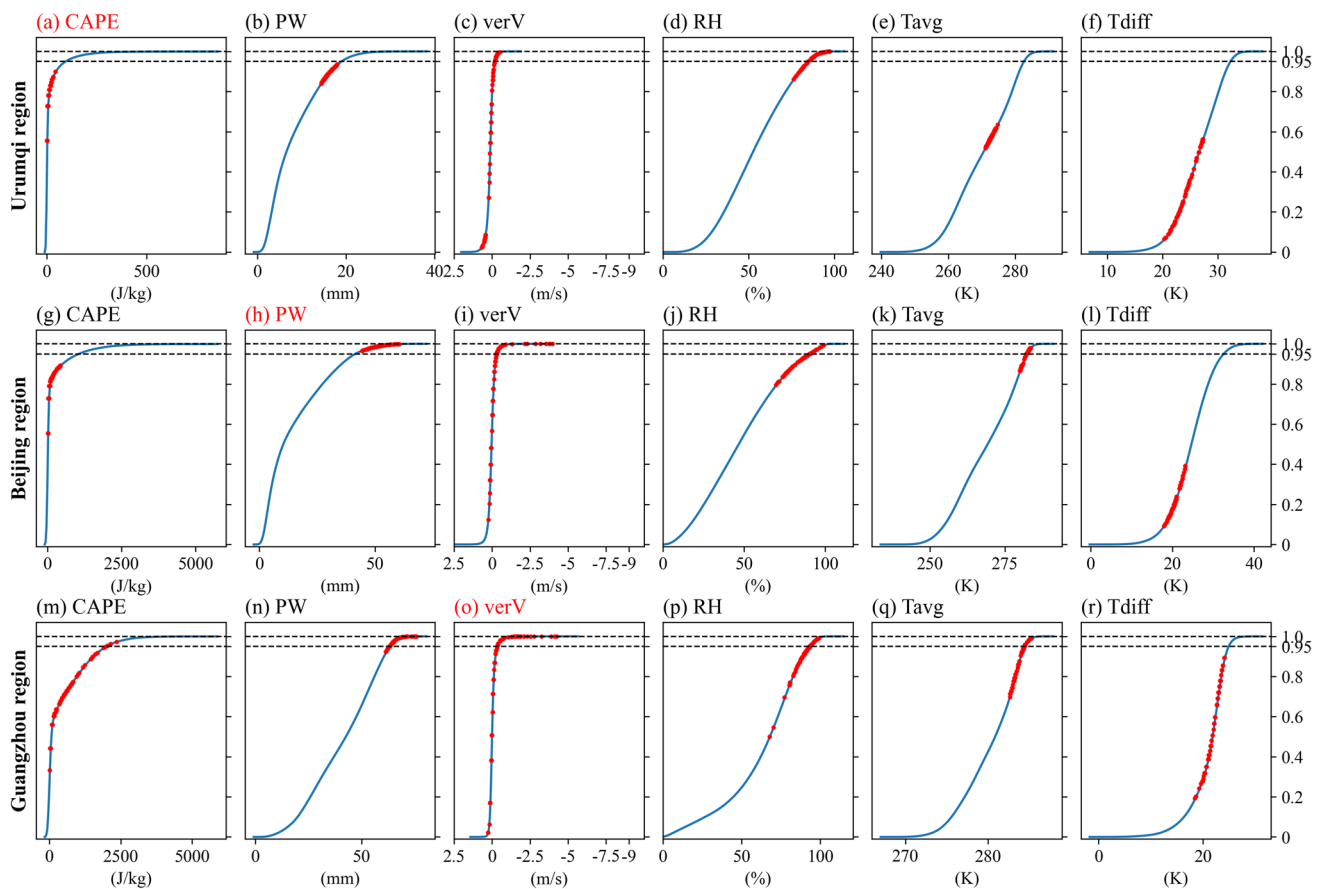 (a) CAPE (b) PW (c) verV (d) RH (e) Tavg (f) Tdiff
Urumqi region
1.0
0.95
0.8
0.6
0.4
0.2
0
0 500 0 20 40 2.5 0 -2.5 -5 -7.5 -9 0 50 100 240 260 280 10 20 30
(J/kg) (mm) (m/s) (%) (K) (K)
(g) CAPE (h) PW (i) verV (j) RH (k) Tavg (l) Tdiff
Beijing region
1.0
0.95
0.8
0.6
0.4
0.2
0
0 2500 5000 0 50 2.5 0 -2.5 -5 -7.5 -9 0 50 100 250 275 0 20 40
(J/kg) (mm) (m/s) (%) (K) (K)
(m) CAPE (n) PW (o) verV (p) RH (q) Tavg (r) Tdiff
Guangzhou region
1.0
0.95
0.8
0.6
0.4
0.2
0
0 2500 5000 0 50 2.5 0 -2.5 -5 -7.5 -9 0 50 100 270 280 0 20
(J/kg) (mm) (m/s) (%) (K) (K)